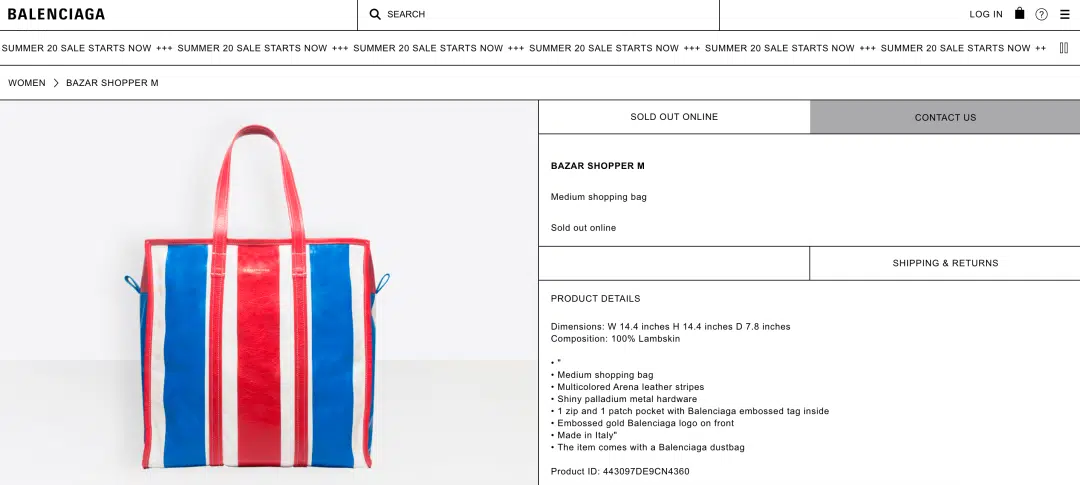 BALENCIAGA
SEARCH
LOG IN
?
SUMMER 20 SALE STARTS NOW +++ SUMMER 20 SALE STARTS NOW +++ SUMMER 20 SALE STARTS NOW +++ SUMMER 20 SALE STARTS NOW +++ SUMMER 20 SALE STARTS NOW +++ SUMMER 20 SALE STARTS NOW ++
WOMEN > BAZAR SHOPPER M
SOLD OUT ONLINE
CONTACT US
BAZAR SHOPPER M
Medium shopping bag
Sold out online
SHIPPING & RETURNS
PRODUCT DETAILS
Dimensions: W 14.4 inches H 14.4 inches D 7.8 inches
Composition: 100% Lambskin
• "
• Medium shopping bag
• Multicolored Arena leather stripes
• Shiny palladium metal hardware
• 1 zip and 1 patch pocket with Balenciaga embossed tag inside
• Embossed gold Balenciaga logo on front
• Made in Italy"
• The item comes with a Balenciaga dustbag
Product ID: 443097DE9CN4360